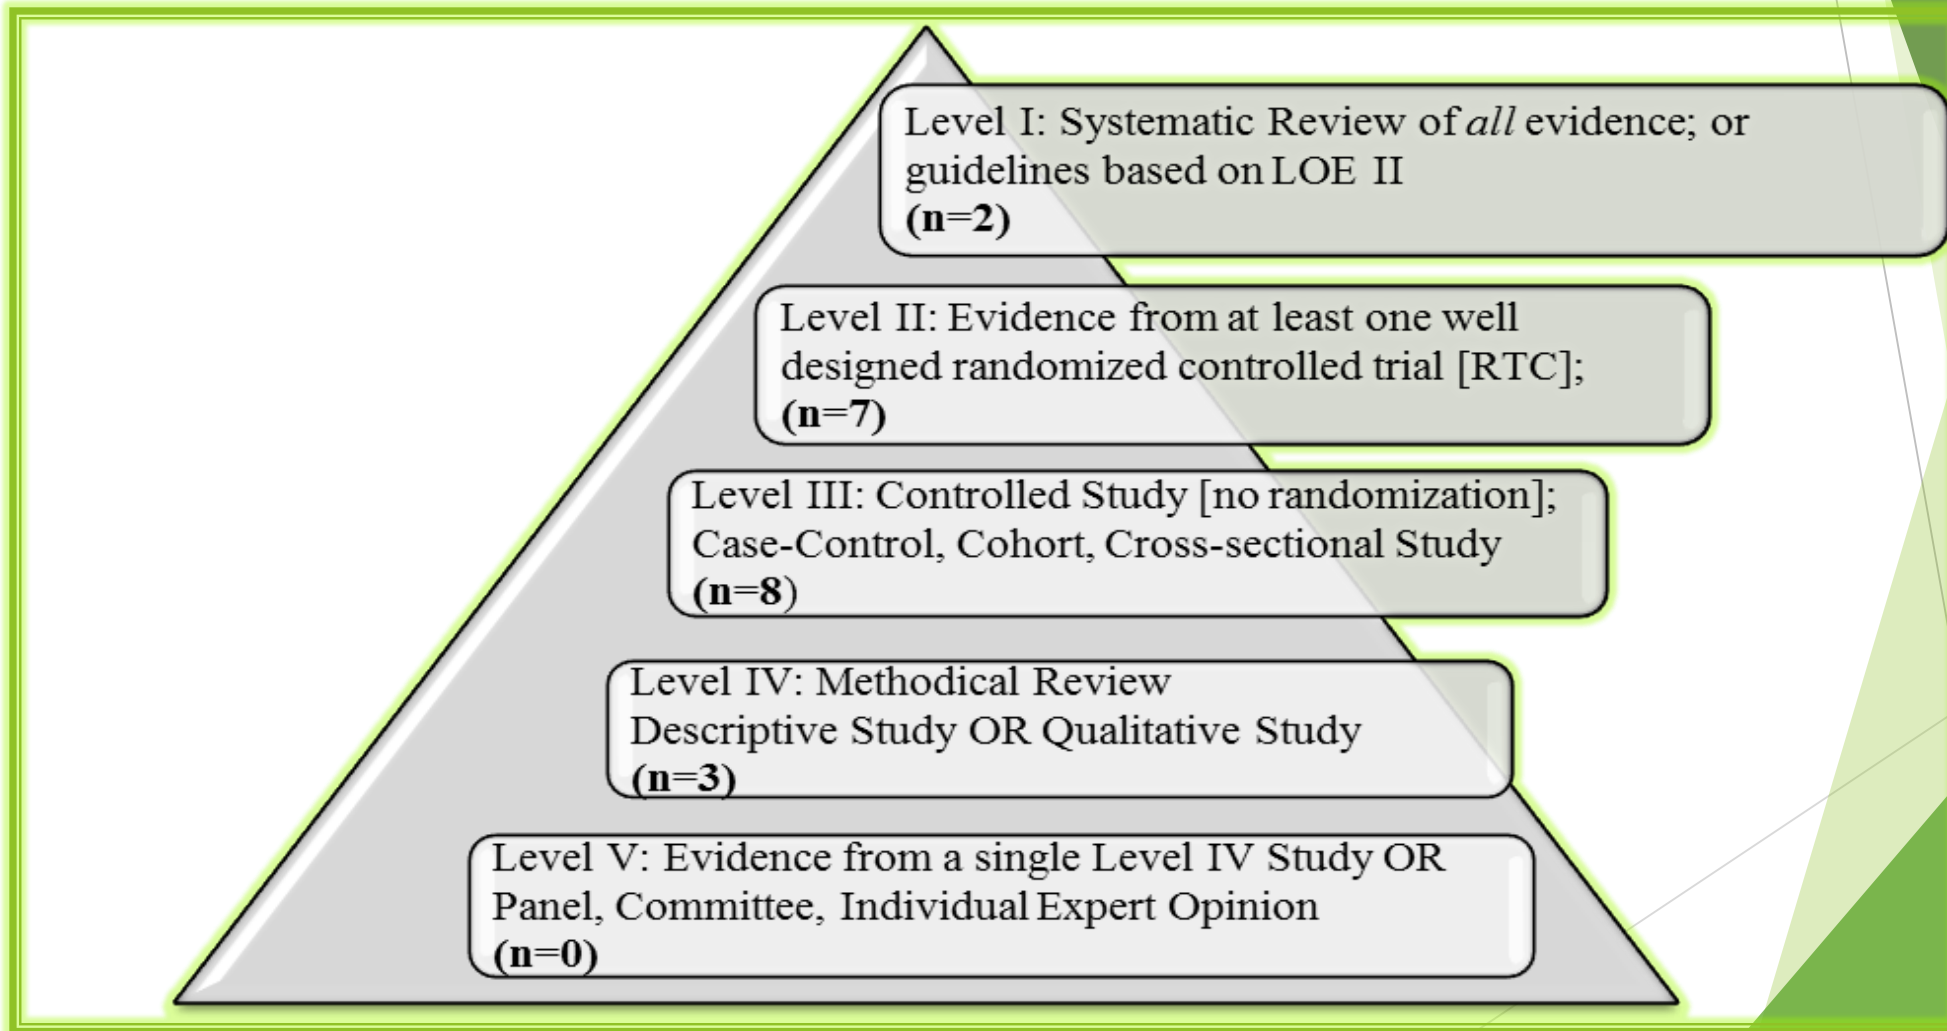 Level I: Systematic Review of all evidence; or
guidelines based on LOE II
(n=2)
Level II: Evidence from at least one well
designed randomized controlled trial [RTC];
(n=7)
Level III: Controlled Study [no randomization];
Case-Control, Cohort, Cross-sectional Study
(n=8)
Level IV: Methodical Review
Descriptive Study OR Qualitative Study
(n=3)
Level V: Evidence from a single Level IV Study OR
Panel, Committee, Individual Expert Opinion
(n=0)